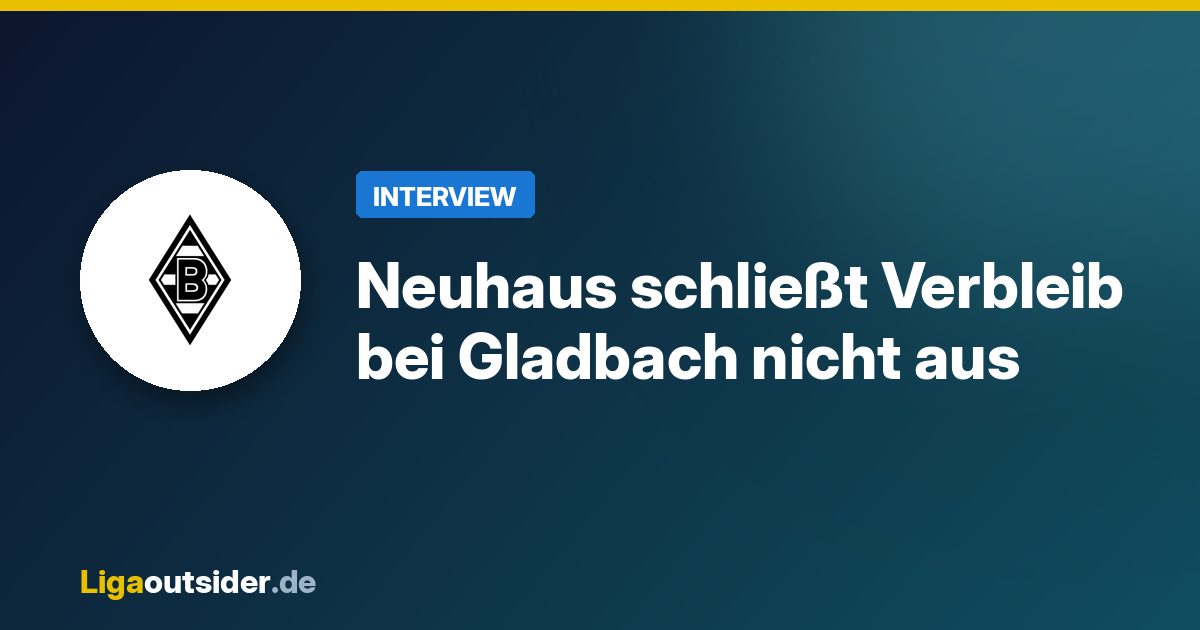 B
INTERVIEW
Neuhaus schließt Verbleib
bei Gladbach nicht aus
Ligaoutsider.de